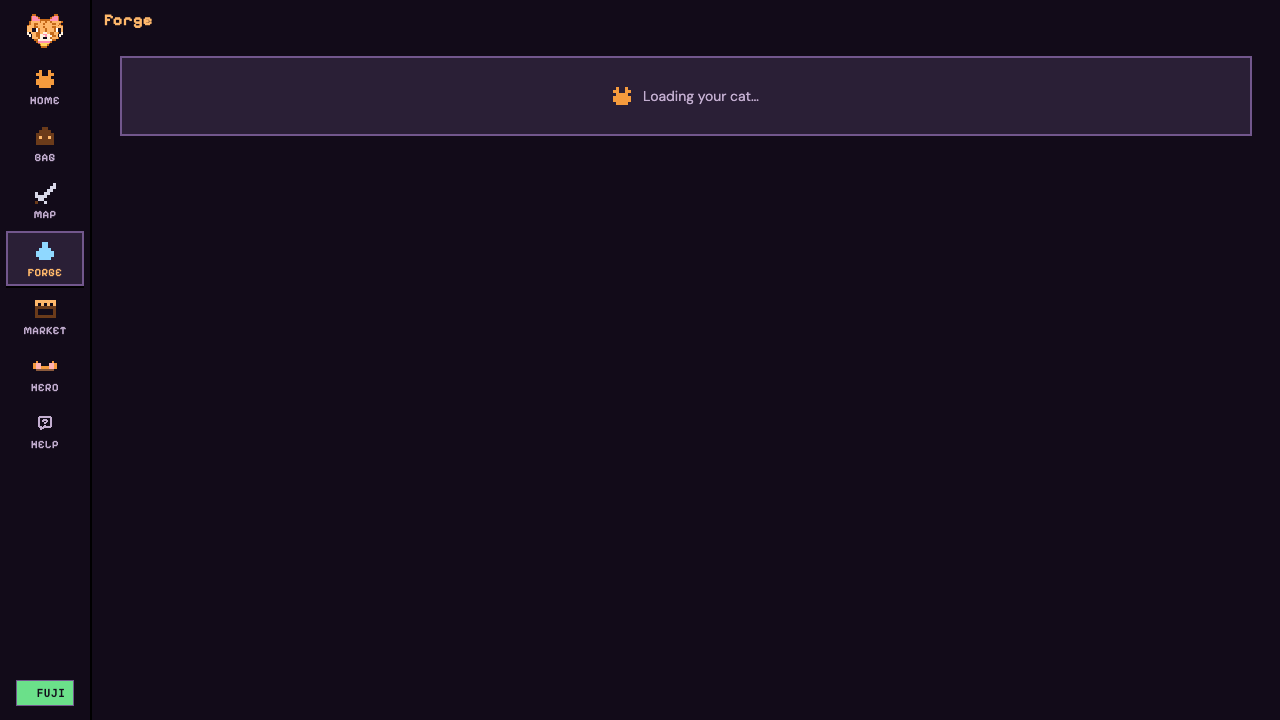 Forge
Loading your cat…
HOME
BAG
MAP
FORGE
MARKET
HERO
HELP
FUJI